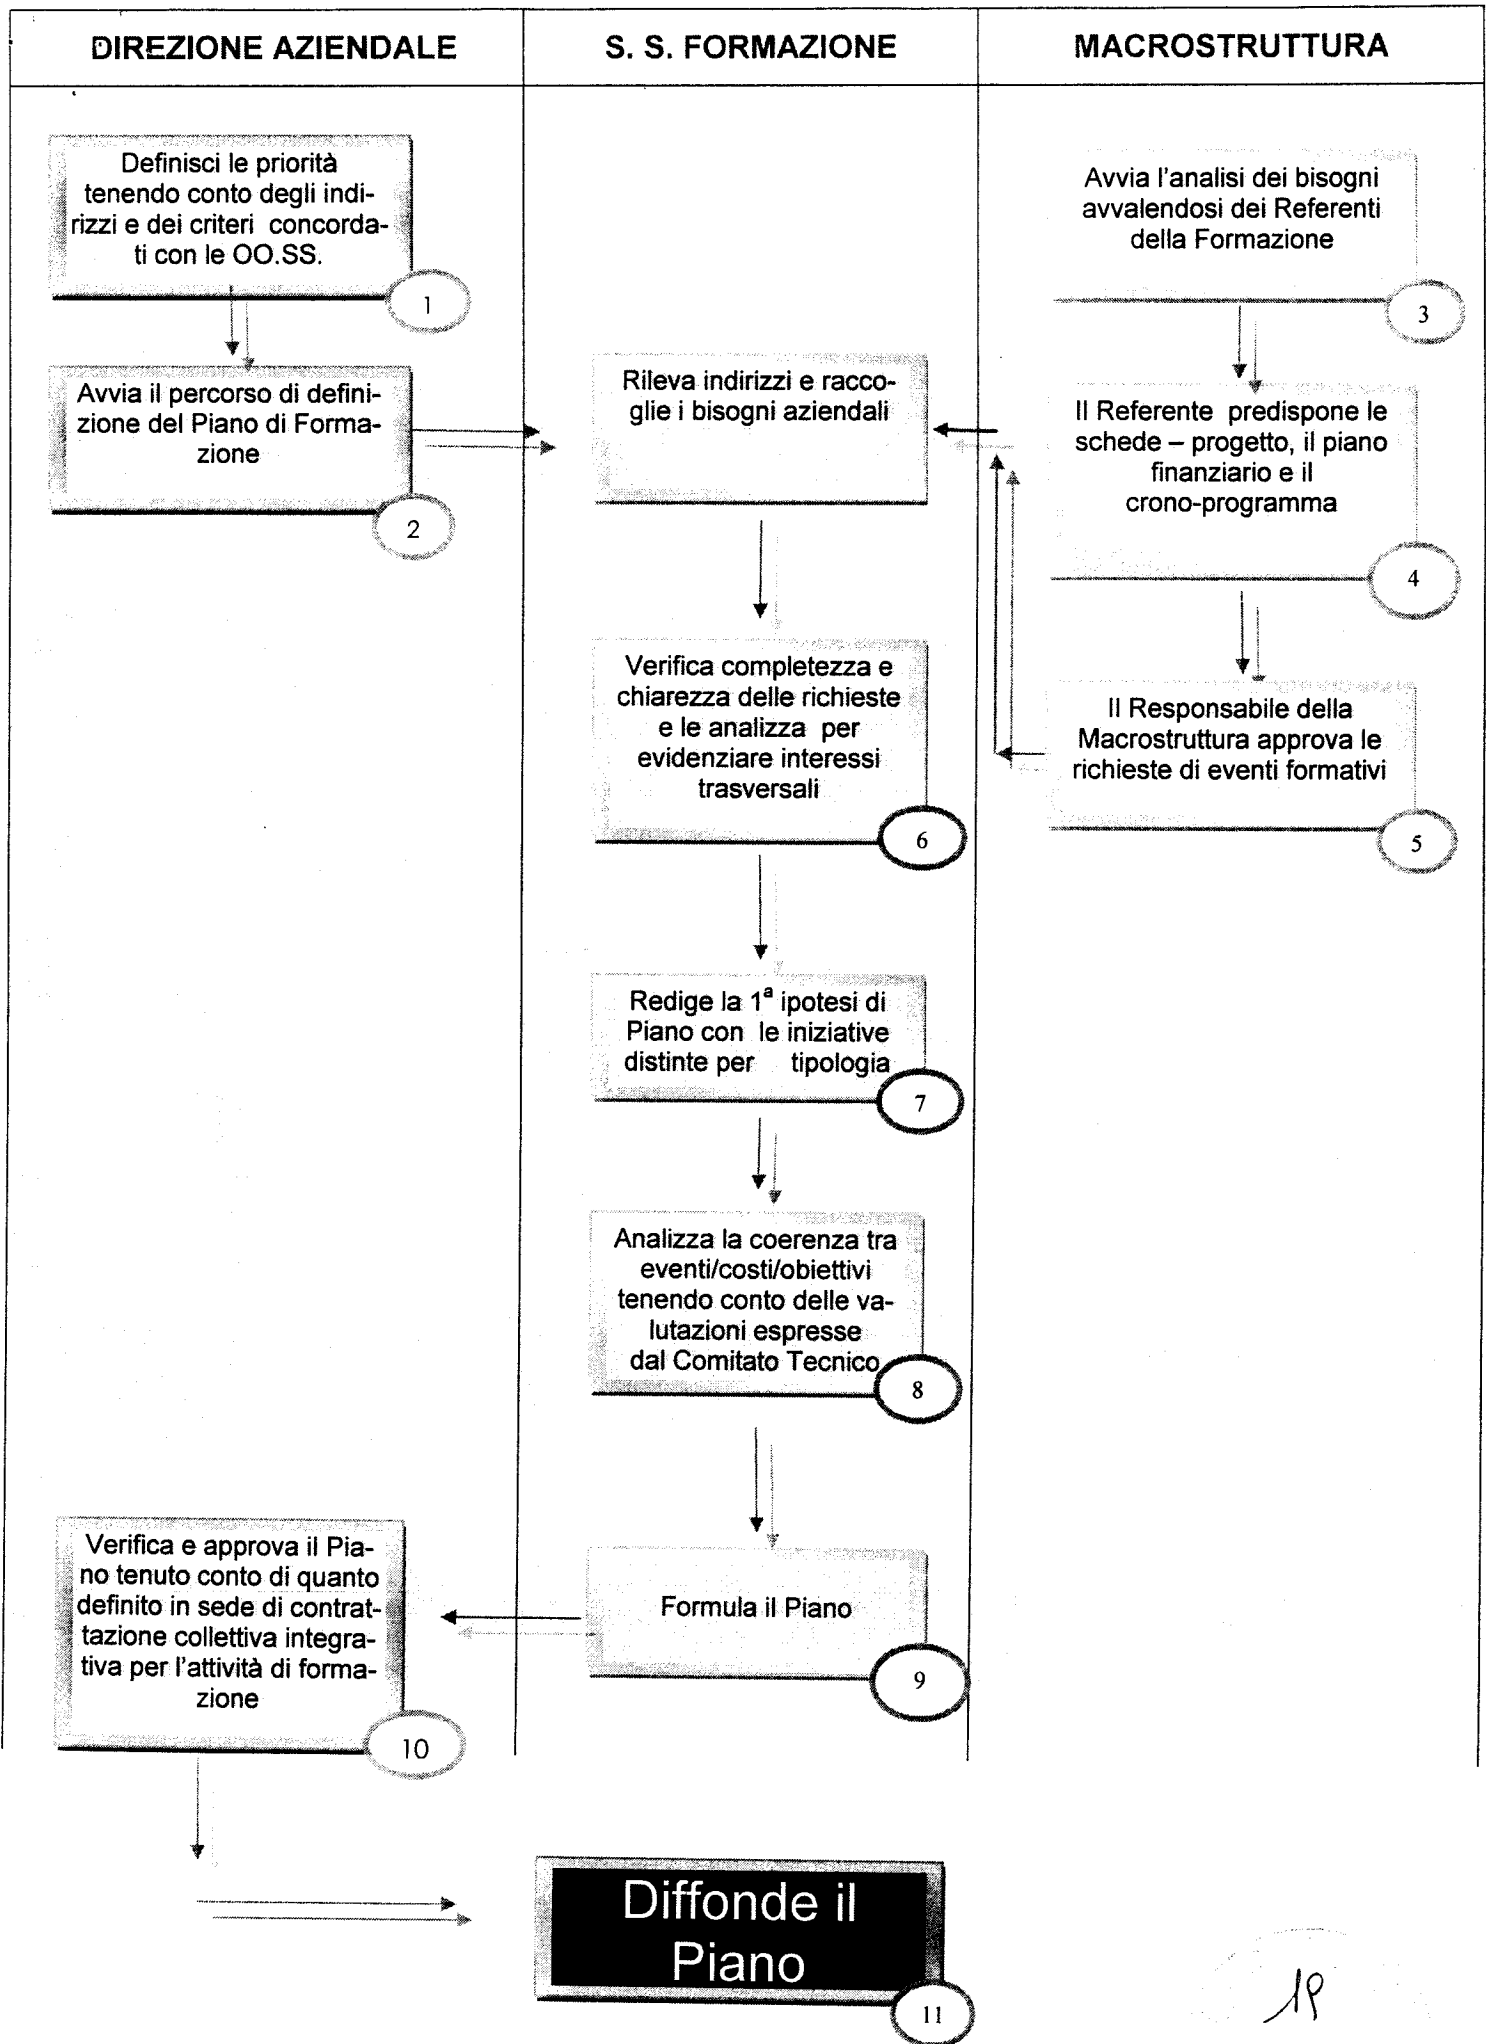 DIREZIONE AZIENDALE
S. S. FORMAZIONE
MACROSTRUTTURA
Definisci le priorità
tenendo conto degli indi-
rizzi e dei criteri concorda-
ti con le OO.SS.
1
Avvia il percorso di defini-
zione del Piano di Forma-
zione
2
Avvia l'analisi dei bisogni
avvalendosi dei Referenti
della Formazione
3
Il Referente predispone le
schede – progetto, il piano
finanziario e il
crono-programma
4
Il Responsabile della
Macrostruttura approva le
richieste di eventi formativi
5
Rileva indirizzi e racco-
glie i bisogni aziendali
Verifica completezza e
chiarezza delle richieste
e le analizza per
evidenziare interessi
trasversali
6
Redige la 1ª ipotesi di
Piano con le iniziative
distinte per tipologia
7
Analizza la coerenza tra
eventi/costi/obiettivi
tenendo conto delle va-
lutazioni espresse
dal Comitato Tecnico
8
Formula il Piano
9
Verifica e approva il Pia-
no tenuto conto di quanto
definito in sede di contrat-
tazione collettiva integra-
tiva per l'attività di forma-
zione
10
Diffonde il
Piano
11